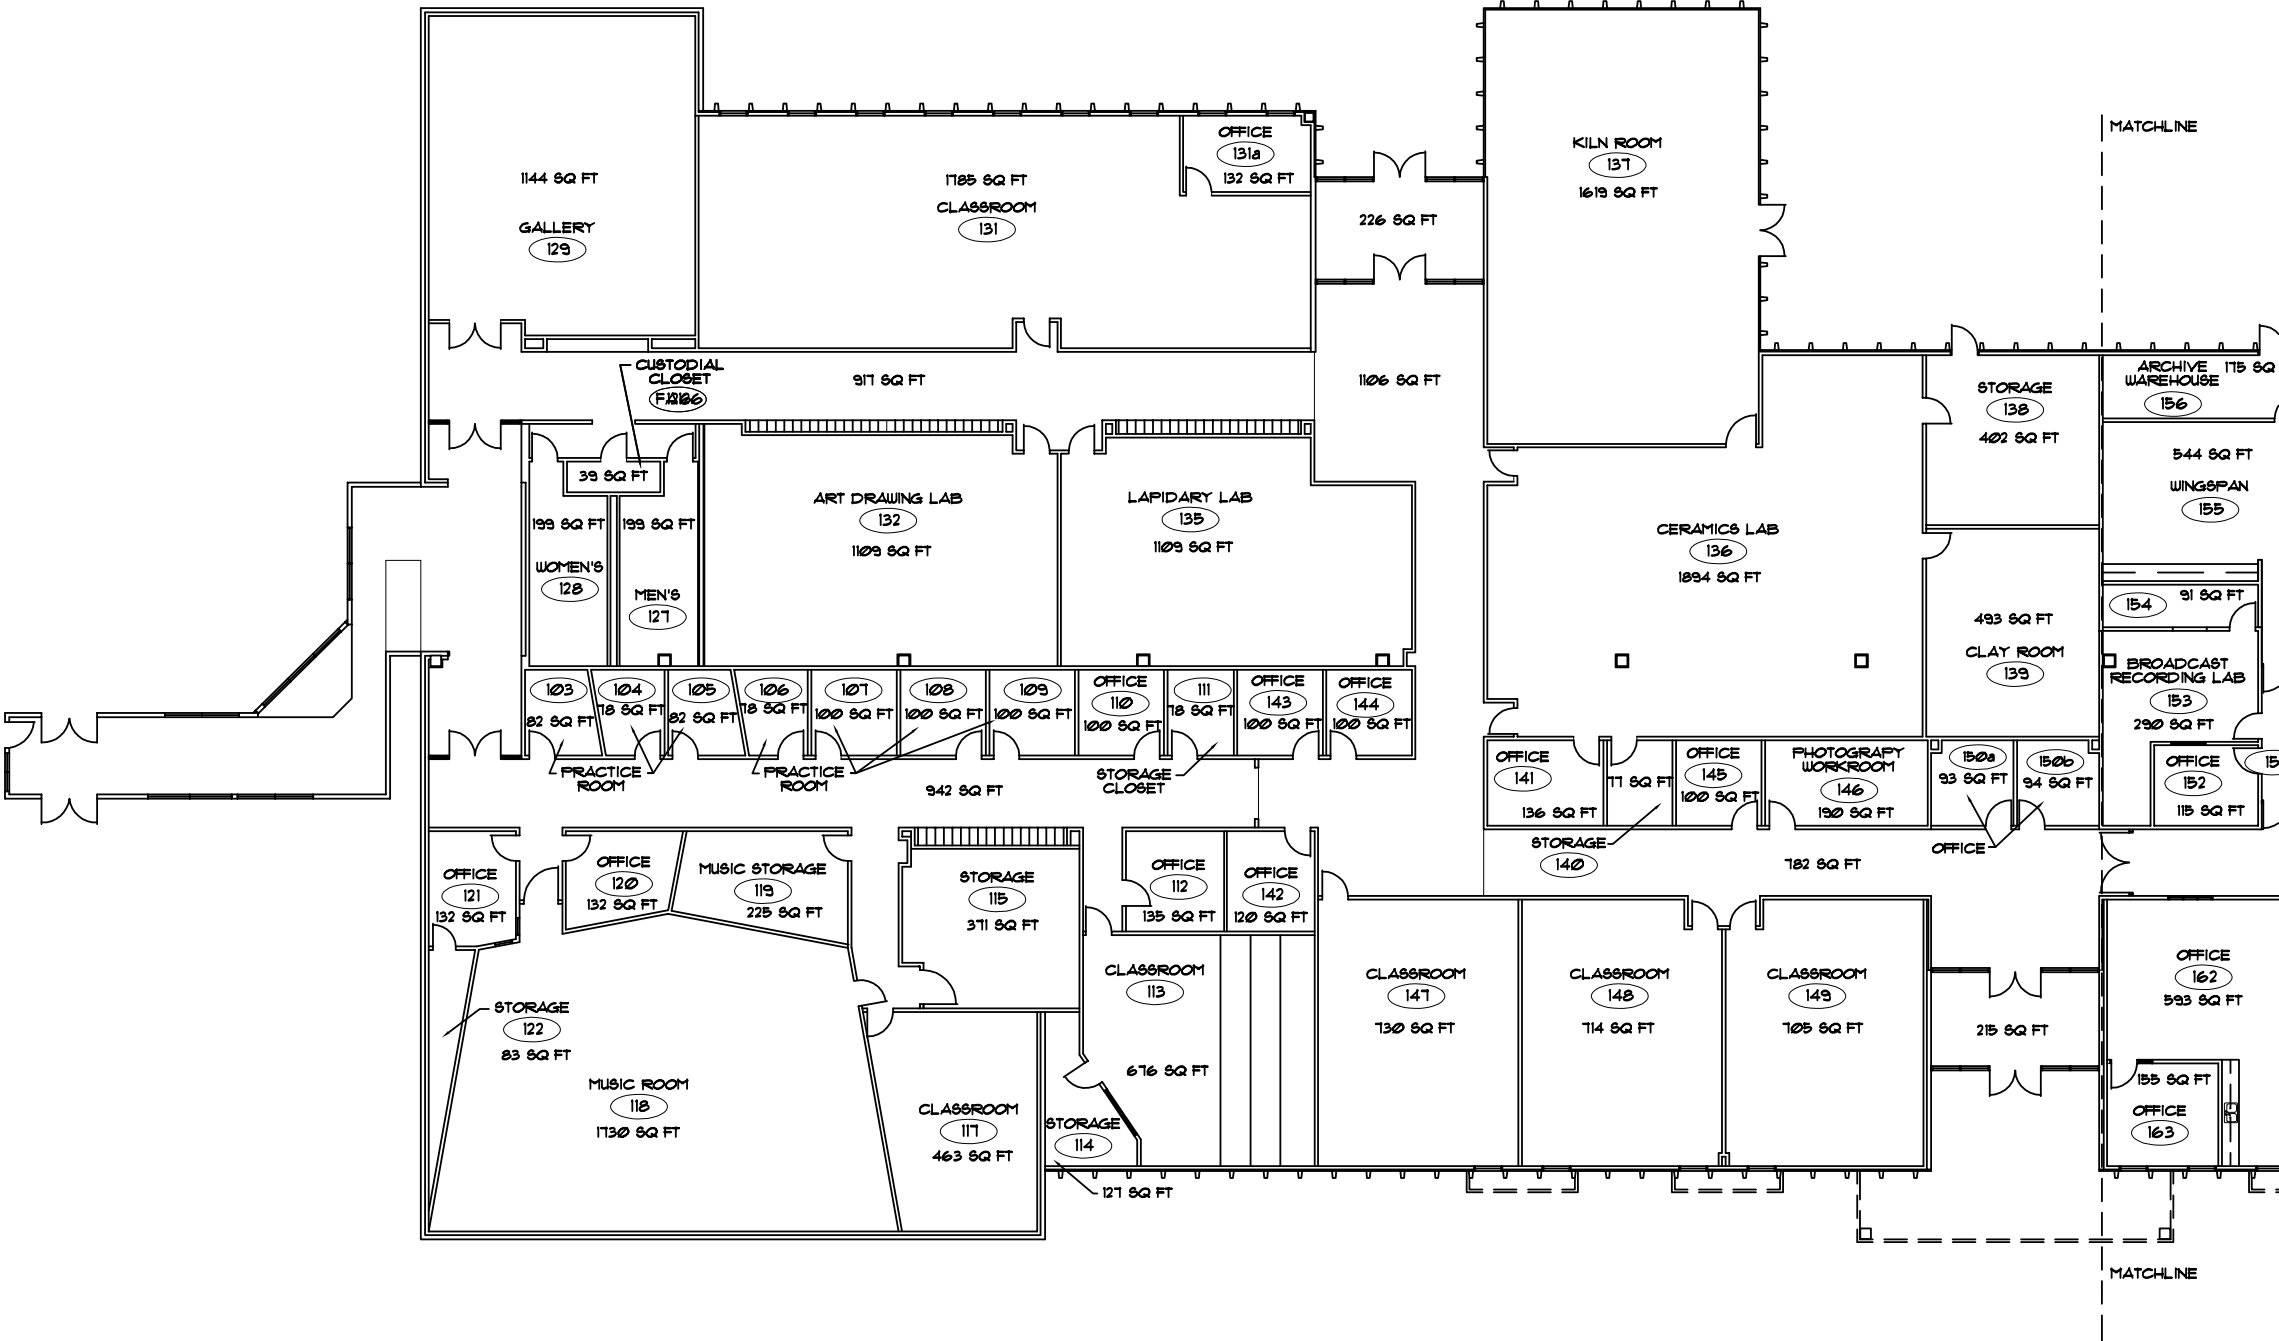 MATCHLINE
1144 SQ FT
GALLERY
129
1785 SQ FT
CLASSROOM
131
OFFICE
131a
132 SQ FT
226 SQ FT
KILN ROOM
137
1619 SQ FT
CUSTODIAL
CLOSET
917 SQ FT
1106 SQ FT
STORAGE
138
402 SQ FT
ARCHIVE
WAREHOUSE
156
175 SQ
544 SQ FT
WINGSPAN
155
39 SQ FT
199 SQ FT
WOMEN'S
128
199 SQ FT
MEN'S
127
ART DRAWING LAB
132
1109 SQ FT
LAPIDARY LAB
135
1109 SQ FT
CERAMICS LAB
136
1894 SQ FT
493 SQ FT
CLAY ROOM
139
154
91 SQ FT
BROADCAST
RECORDING LAB
153
290 SQ FT
103
82 SQ FT
104
78 SQ FT
105
82 SQ FT
106
78 SQ FT
107
100 SQ FT
108
100 SQ FT
109
100 SQ FT
OFFICE
110
100 SQ FT
111
78 SQ FT
OFFICE
143
100 SQ FT
OFFICE
144
100 SQ FT
PRACTICE
ROOM
PRACTICE
ROOM
942 SQ FT
STORAGE
CLOSET
OFFICE
141
136 SQ FT
77 SQ FT
OFFICE
145
100 SQ FT
PHOTOGRAPY
WORKROOM
146
190 SQ FT
150a
93 SQ FT
150b
94 SQ FT
OFFICE
152
115 SQ FT
15
STORAGE
140
782 SQ FT
OFFICE
OFFICE
121
132 SQ FT
OFFICE
120
132 SQ FT
MUSIC STORAGE
119
225 SQ FT
STORAGE
115
371 SQ FT
OFFICE
112
135 SQ FT
OFFICE
142
120 SQ FT
STORAGE
122
83 SQ FT
MUSIC ROOM
118
1730 SQ FT
CLASSROOM
117
463 SQ FT
CLASSROOM
113
676 SQ FT
STORAGE
114
127 SQ FT
CLASSROOM
147
730 SQ FT
CLASSROOM
148
714 SQ FT
CLASSROOM
149
705 SQ FT
215 SQ FT
OFFICE
162
593 SQ FT
155 SQ FT
OFFICE
163
MATCHLINE